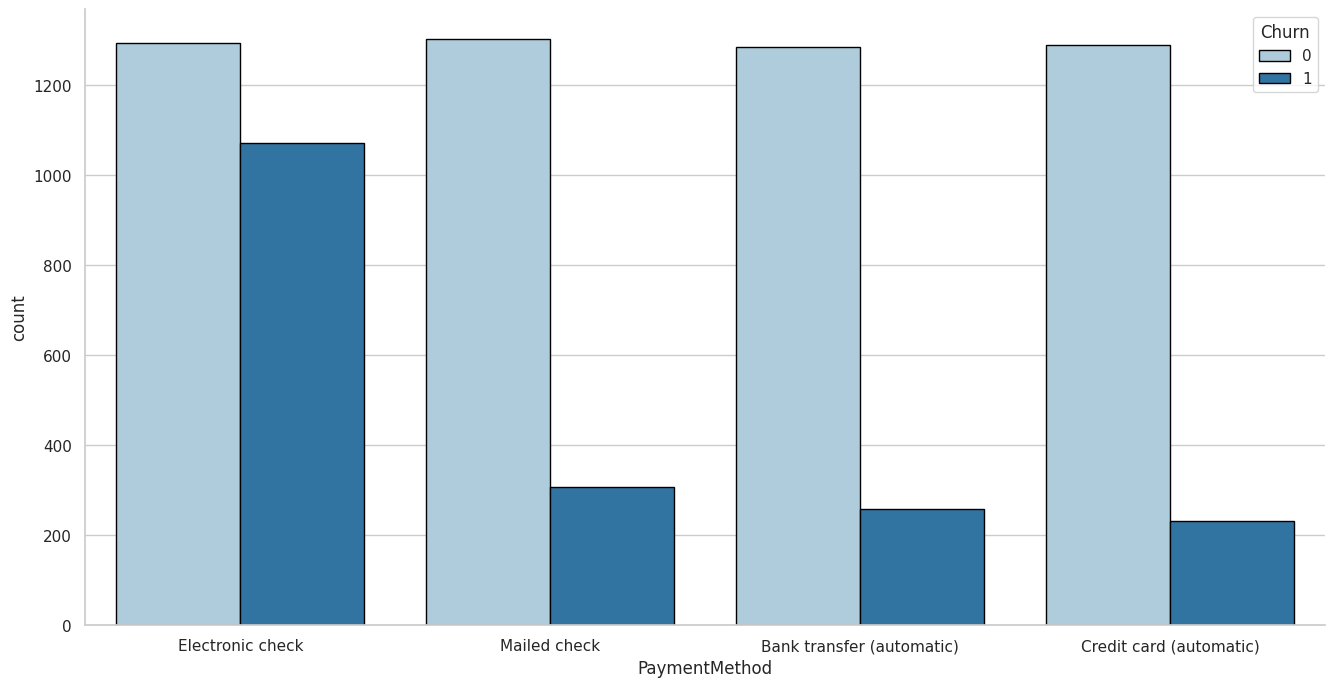 Churn
0
1
1200
1000
800
600
400
200
0
count
Electronic check
Mailed check
Bank transfer (automatic)
Credit card (automatic)
PaymentMethod